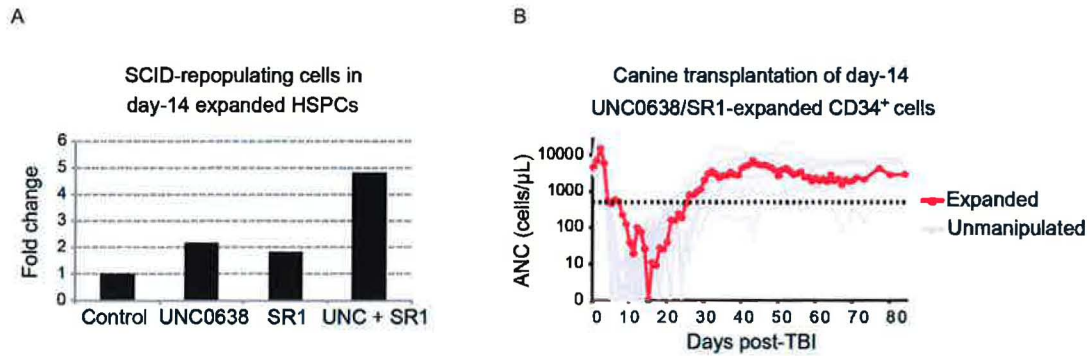 A
SCID-repopulating cells in
day-14 expanded HSPCs
Fold change
6
5
4
3
2
1
0
Control UNC0638 SR1 UNC + SR1
B
Canine transplantation of day-14
UNC0638/SR1-expanded CD34⁺ cells
ANC (cells/µL)
10000
1000
100
10
0
0 10 20 30 40 50 60 70 80
Days post-TBI
Expanded
Unmanipulated